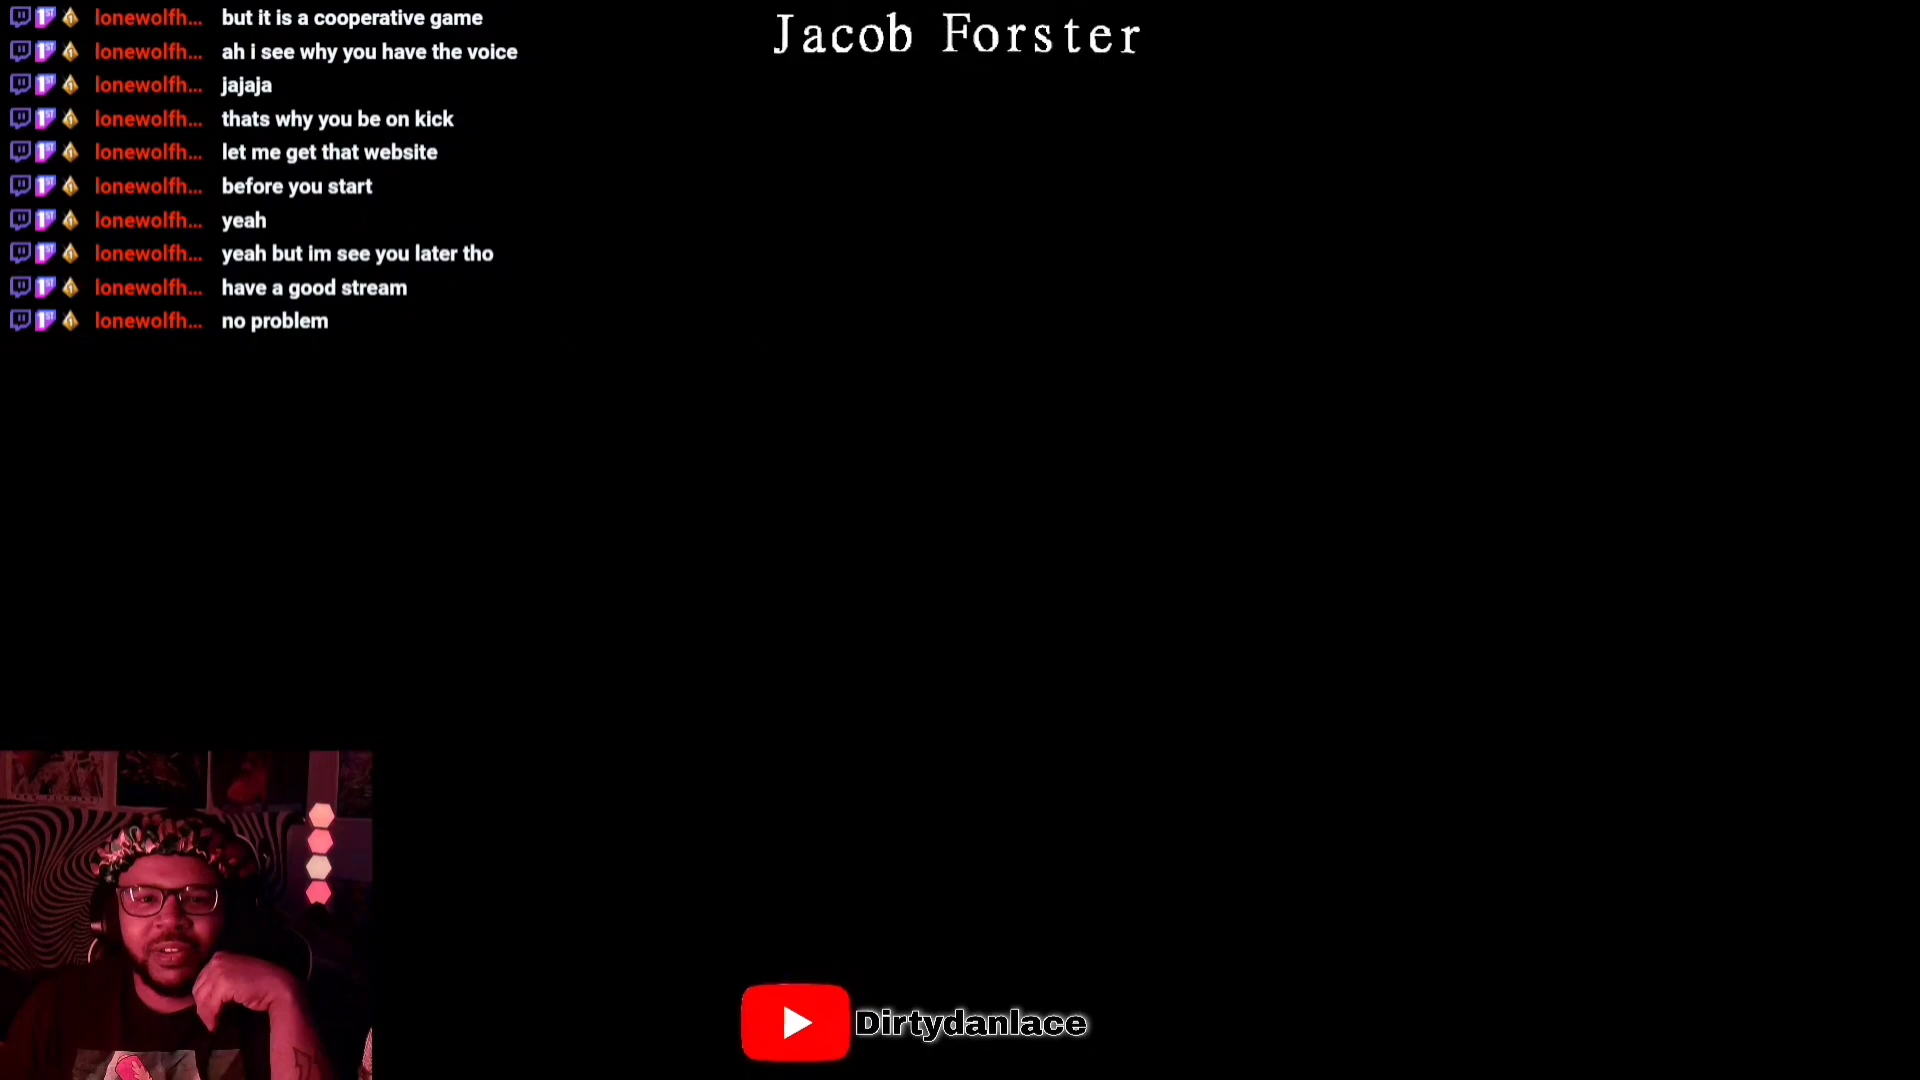 lonewolfh... but it is a cooperative game
lonewolfh... ah i see why you have the voice
lonewolfh... jajaja
lonewolfh... thats why you be on kick
lonewolfh... let me get that website
lonewolfh... before you start
lonewolfh... yeah
lonewolfh... yeah but im see you later tho
lonewolfh... have a good stream
lonewolfh... no problem
Jacob Forster
Dirtydanlace